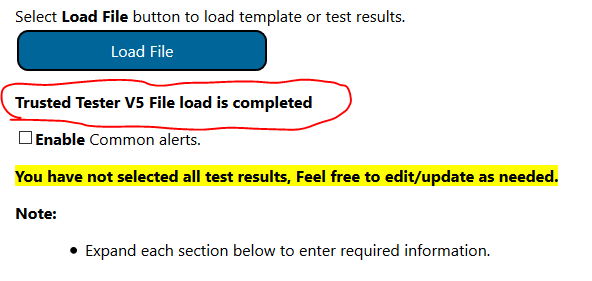 Select Load File button to load template or test results.
Load File
Trusted Tester V5 File load is completed
Enable Common alerts.
You have not selected all test results, Feel free to edit/update as needed.
Note:
Expand each section below to enter required information.